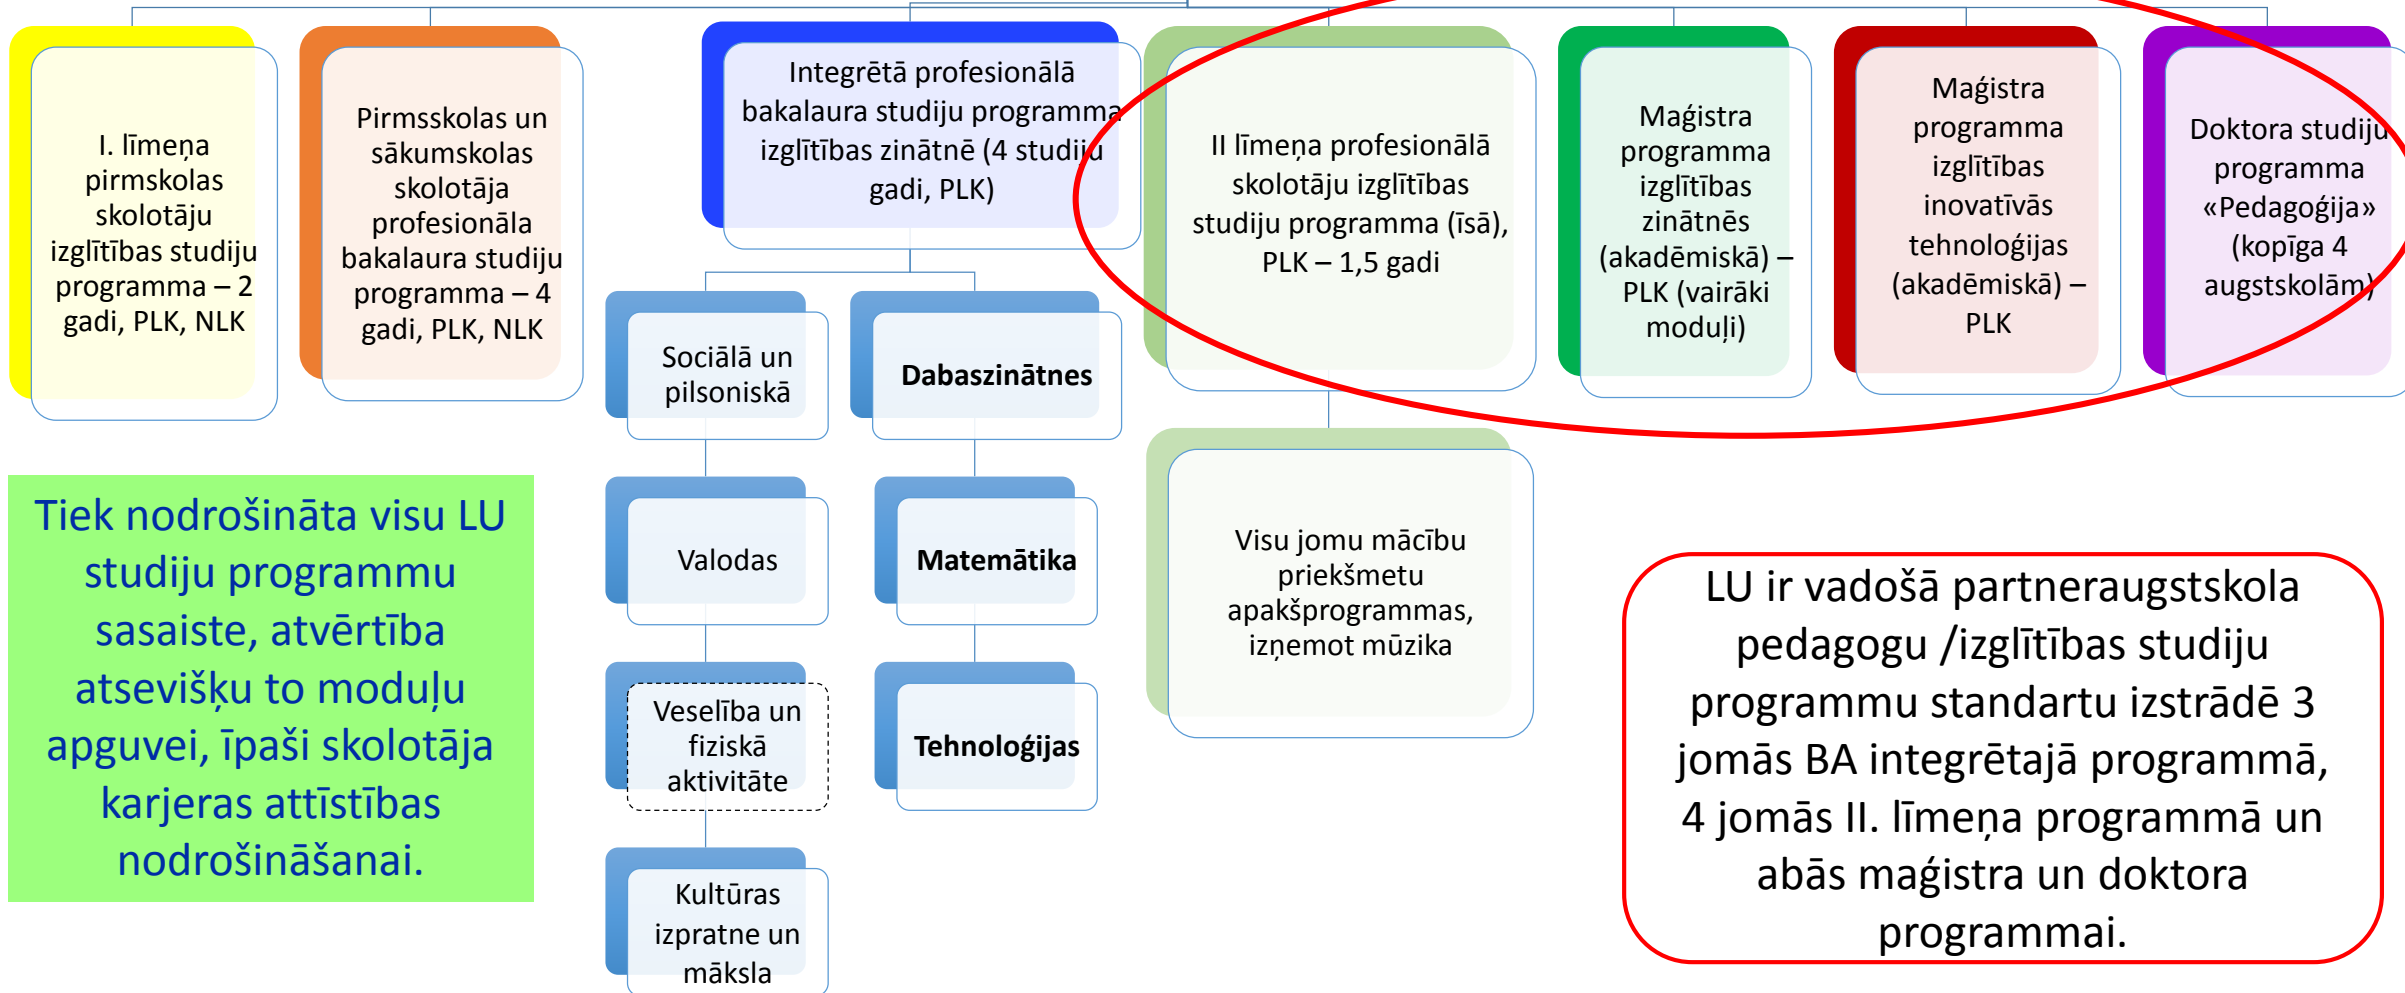 I. līmeņa
pirmskolas
skolotāju
izglītības studiju
programma – 2
gadi, PLK, NLK
Pirmsskolas un
sākumskolas
skolotāja
profesionāla
bakalaura studiju
programma – 4
gadi, PLK, NLK
Integrētā profesionālā
bakalaura studiju programma
izglītības zinātnē (4 studiju
gadi, PLK)
II līmeņa profesionālā
skolotāju izglītības
studiju programma (īsā),
PLK – 1,5 gadi
Maģistra
programma
izglītības
zinātnēs
(akadēmiskā) –
PLK (vairāki
moduļi)
Maģistra
programma
izglītības
inovatīvās
tehnoloģijas
(akadēmiskā) –
PLK
Doktora studiju
programma
«Pedagoģija»
(kopīga 4
augstskolām)
Sociālā un
pilsoniskā
Dabaszinātnes
Valodas
Matemātika
Veselība un
fiziskā
aktivitāte
Tehnoloģijas
Kultūras
izpratne un
māksla
Visu jomu mācību
priekšmetu
apakšprogrammas,
izņemot mūzika
Tiek nodrošināta visu LU
studiju programmu
sasaiste, atvērtība
atsevišķu to moduļu
apguvei, īpaši skolotāja
karjeras attīstības
nodrošināšanai.
LU ir vadošā partneraugstskola
pedagogu /izglītības studiju
programmu standartu izstrādē 3
jomās BA integrētajā programmā,
4 jomās II. līmeņa programmā un
abās maģistra un doktora
programmai.